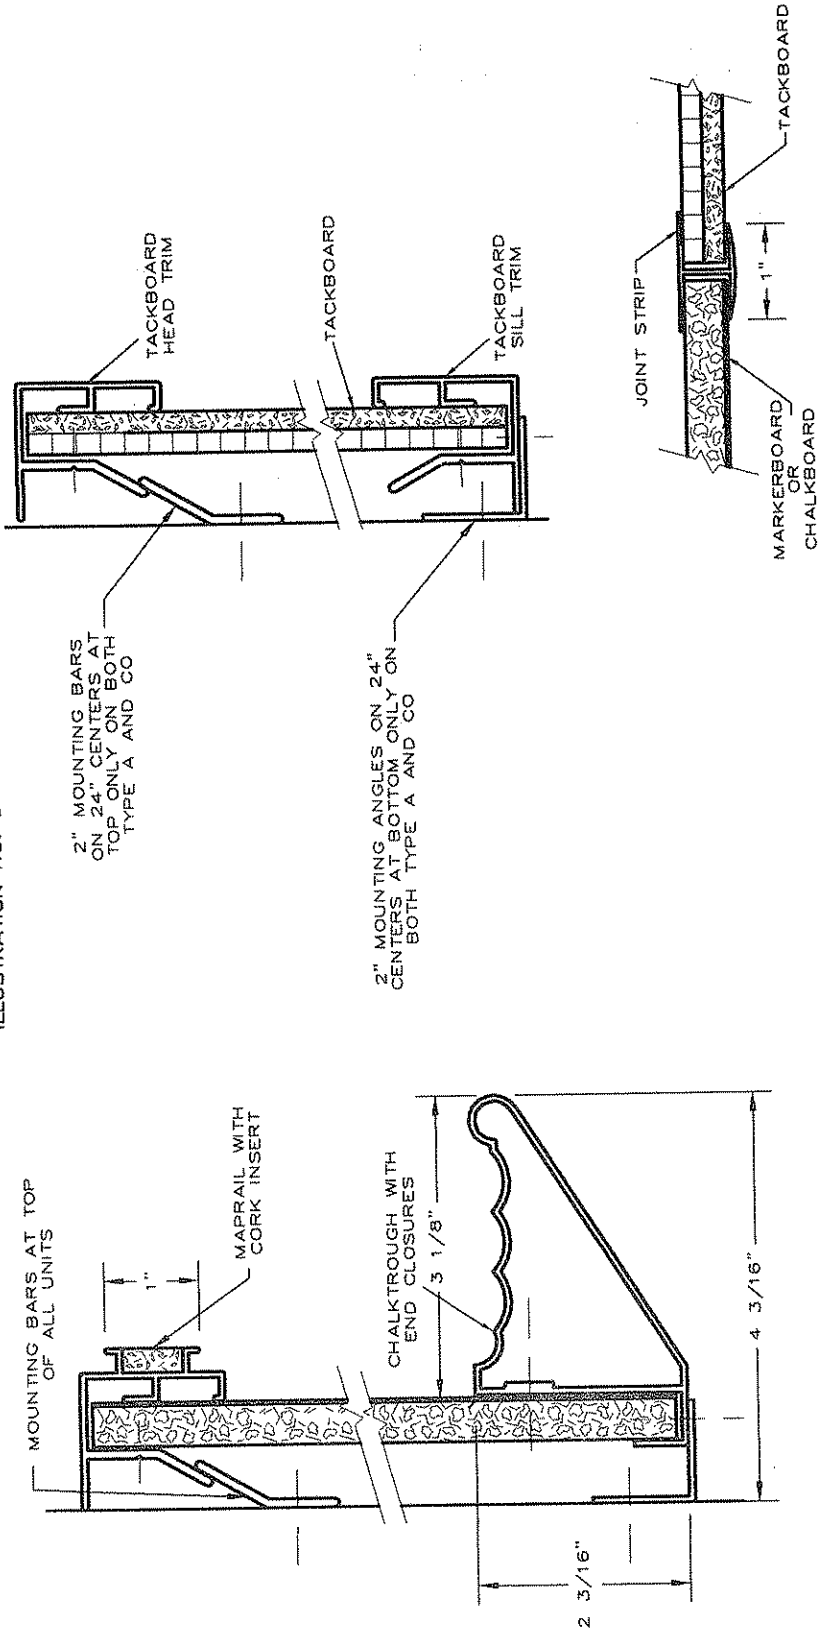 MOUNTING BARS AT TOP
OF ALL UNITS
1"
MAPRAIL WITH
CORK INSERT
CHALKTROUGH WITH
END CLOSURES
3 1/8"
2 3/16"
4 3/16"
2" MOUNTING BARS
ON 24" CENTERS AT
TOP ONLY ON BOTH
TYPE A AND CO
TACKBOARD
HEAD TRIM
TACKBOARD
2" MOUNTING ANGLES ON 24"
CENTERS AT BOTTOM ONLY ON
BOTH TYPE A AND CO
TACKBOARD
SILL TRIM
JOINT STRIP
1"
MARKERBOARD
OR
CHALKBOARD
TACKBOARD